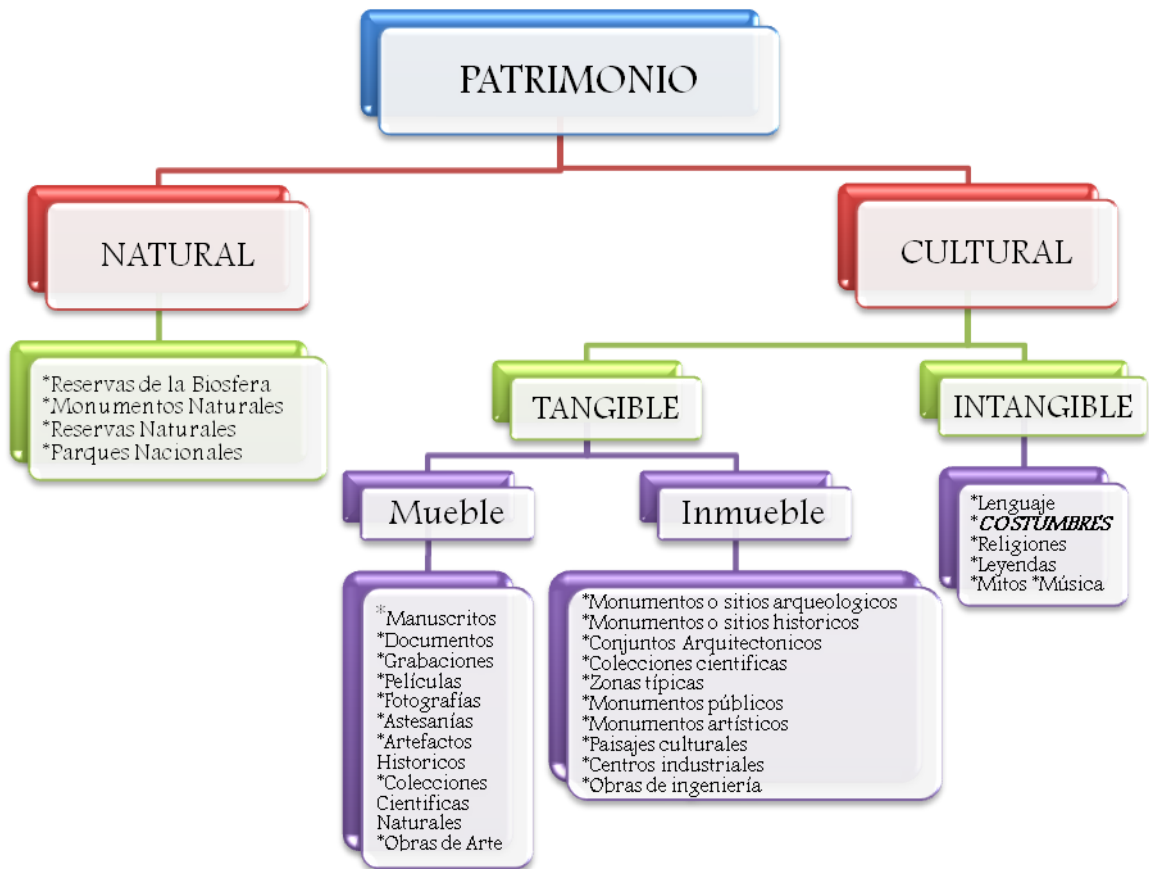 PATRIMONIO
NATURAL
CULTURAL
*Reservas de la Biosfera
*Monumentos Naturales
*Reservas Naturales
*Parques Nacionales
TANGIBLE
INTANGIBLE
Mueble
Inmueble
*Lenguaje
*COSTUMBRES
*Religiones
*Leyendas
*Mitos *Música
*Manuscritos
*Documentos
*Grabaciones
*Películas
*Fotografías
*Astesanías
*Artefactos
Historicos
*Colecciones
Cientificas
Naturales
*Obras de Arte
*Monumentos o sitios arqueologicos
*Monumentos o sitios historicos
*Conjuntos Arquitectonicos
*Colecciones cientificas
*Zonas típicas
*Monumentos públicos
*Monumentos artísticos
*Paisajes culturales
*Centros industriales
*Obras de ingeniería